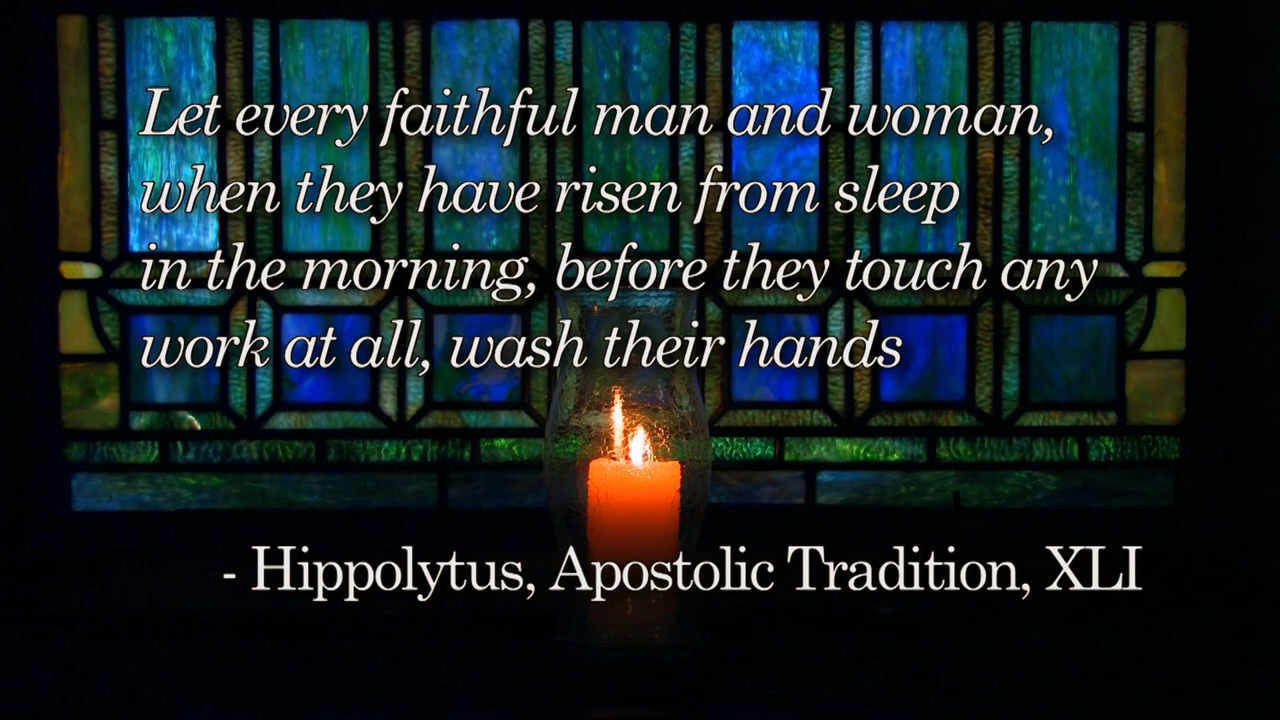 Let every faithful man and woman,
when they have risen from sleep
in the morning, before they touch any
work at all, wash their hands
- Hippolytus, Apostolic Tradition, XLI